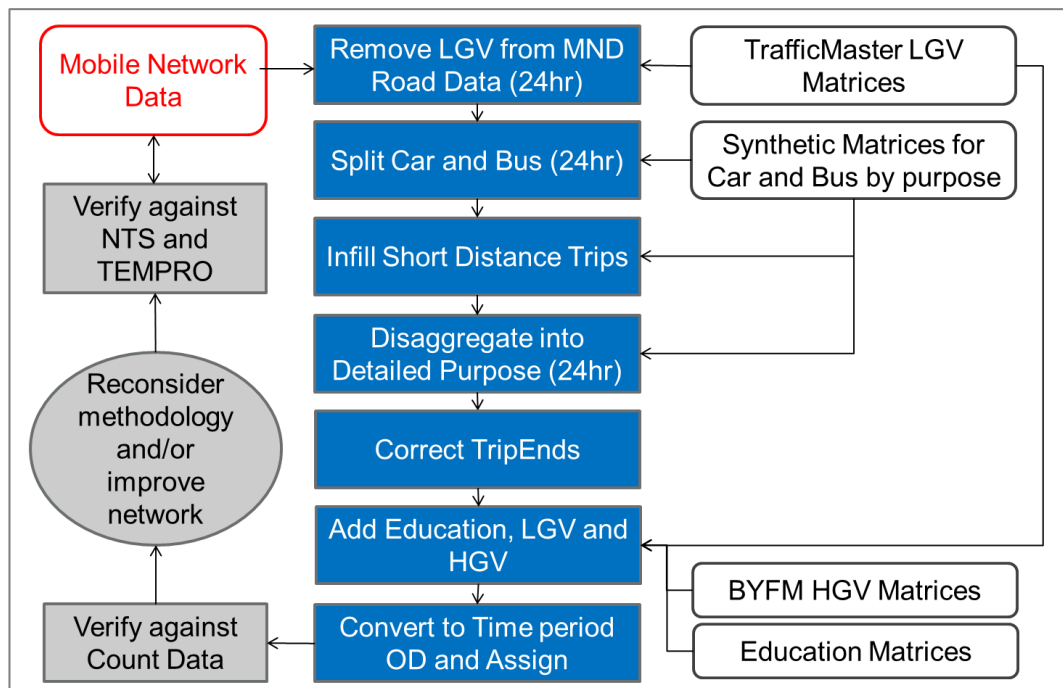 Mobile Network
Data
Remove LGV from MND
Road Data (24hr)
TrafficMaster LGV
Matrices
Split Car and Bus (24hr)
Synthetic Matrices for
Car and Bus by purpose
Verify against
NTS and
TEMPRO
Infill Short Distance Trips
Disaggregate into
Detailed Purpose (24hr)
Reconsider
methodology
and/or
improve
network
Correct TripEnds
Add Education, LGV and
HGV
BYFM HGV Matrices
Verify against
Count Data
Convert to Time period
OD and Assign
Education Matrices